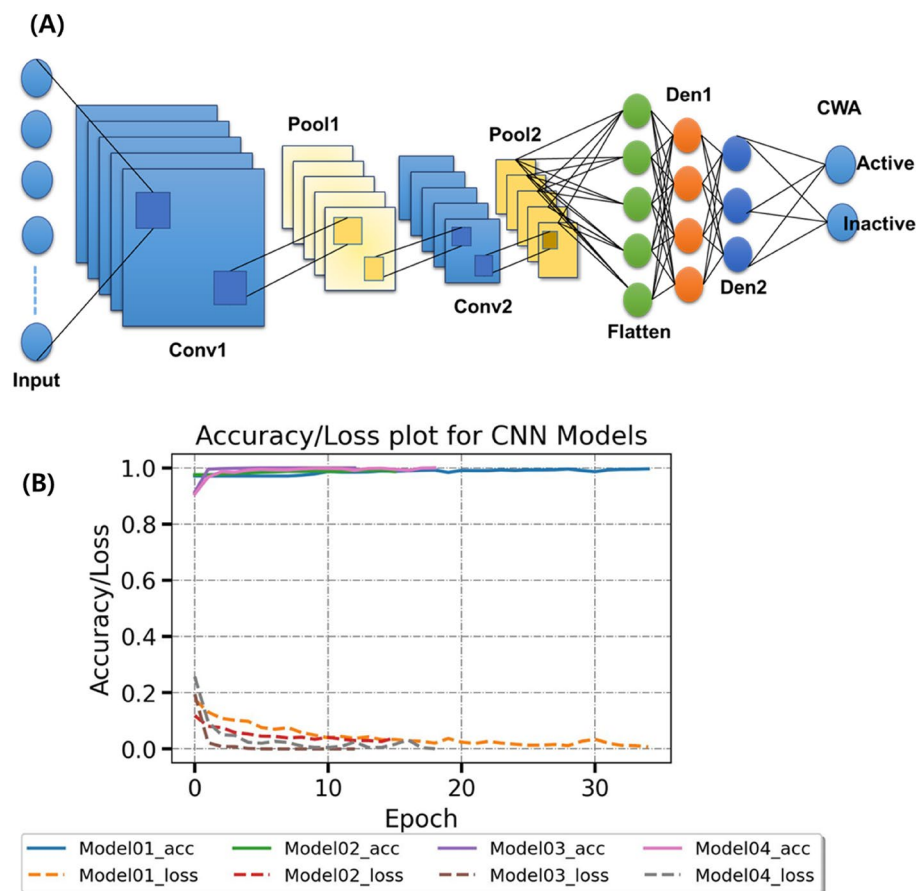 (A)
Den1
CWA
Pool1
Pool2
Active
Inactive
Conv1
Conv2
Den2
Flatten
Input
(B)
Accuracy/Loss plot for CNN Models
Accuracy/Loss
1.0
0.8
0.6
0.4
0.2
0.0
0 10 20 30
Epoch
Model01_acc Model02_acc Model03_acc Model04_acc
Model01_loss Model02_loss Model03_loss Model04_loss